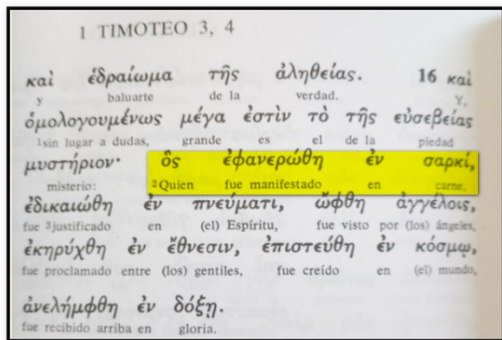 1 TIMOTEO 3, 4
καὶ ἑδραίωμα τῆς ἀληθείας. 16 καὶ
y baluarte de la verdad. Y,
ὁμολογουμένως μέγα ἐστὶν τὸ τῆς εὐσεβείας
1sin lugar a dudas, grande es el de la piedad
μυστήριον· ὃς ἐφανερώθη ἐν σαρκί,
misterio: 2Quien fue manifestado en carne,
ἐδικαιώθη ἐν πνεύματι, ὤφθη ἀγγέλοις,
fue 3justificado en (el) Espíritu, fue visto por (los) ángeles,
ἐκηρύχθη ἐν ἔθνεσιν, ἐπιστεύθη ἐν κόσμῳ,
fue proclamado entre (los) gentiles, fue creído en (el) mundo,
ἀνελήμφθη ἐν δόξῃ.
fue recibido arriba en gloria.